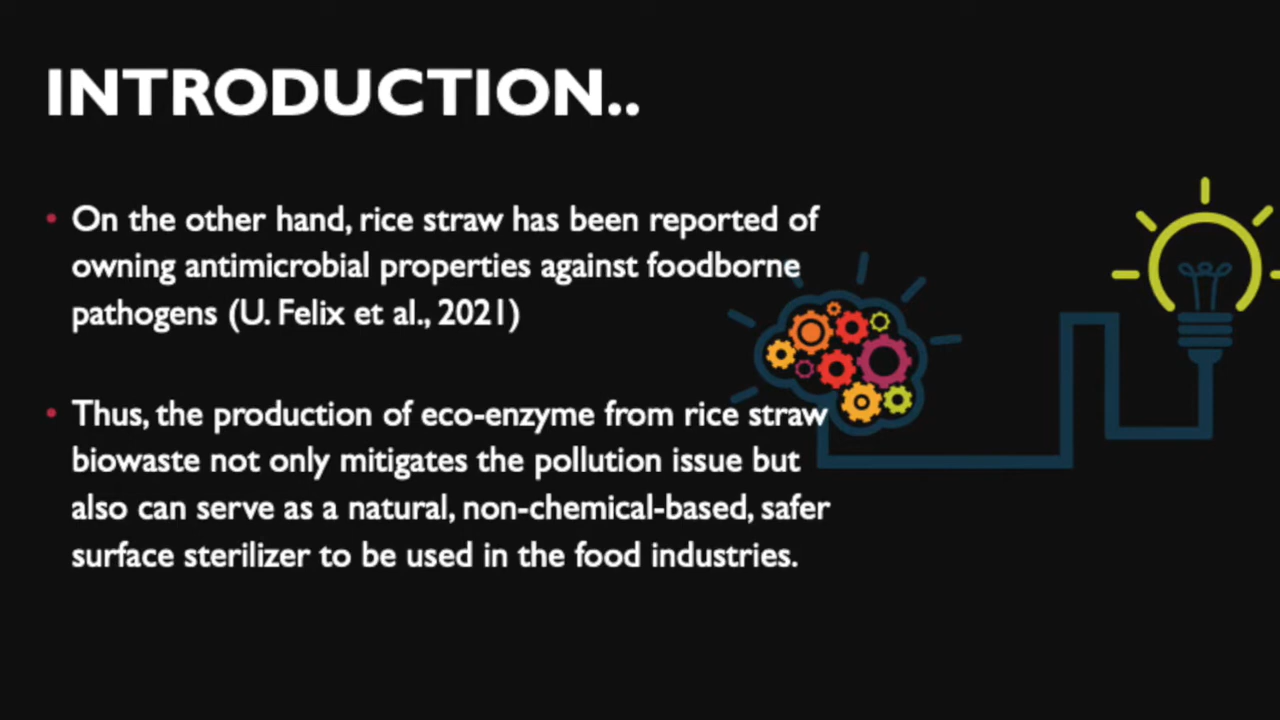 INTRODUCTION..
• On the other hand, rice straw has been reported of
owning antimicrobial properties against foodborne
pathogens (U. Felix et al., 2021)
• Thus, the production of eco-enzyme from rice straw
biowaste not only mitigates the pollution issue but
also can serve as a natural, non-chemical-based, safer
surface sterilizer to be used in the food industries.